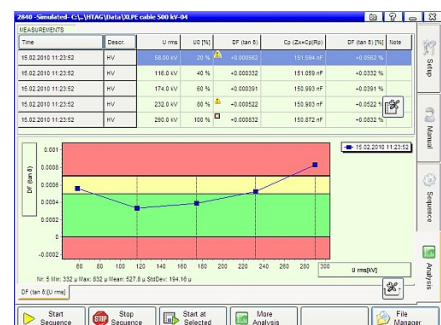 2840 -Simulated- C:\...\HTAG\Data\XLPE cable 500 kV-04
MEASUREMENTS
Time Descr. U rms U0 [%] DF (tan δ) Cp (Zx=Cp|Rp) DF (tan δ) [%] Note
15.02.2010 11:23:52 HV 58.00 kV 20 % +0.000562 151.594 nF +0.0562 %
15.02.2010 11:23:52 HV 116.0 kV 40 % +0.000332 151.059 nF +0.0332 %
15.02.2010 11:23:52 HV 174.0 kV 60 % +0.000391 150.993 nF +0.0391 %
15.02.2010 11:23:52 HV 232.0 kV 80 % +0.000522 150.903 nF +0.0522 %
15.02.2010 11:23:52 HV 290.0 kV 100 % +0.000832 150.872 nF +0.0832 %
Setup
Manual
Sequence
Analysis
15.02.2010 11:23:52
DF (tan δ)
0.001
0.0008
0.0006
0.0004
0.0002
0
-0.0002
60 80 100 120 140 160 180 200 220 240 260 280 300
U rms[kV]
Nr: 5 Min: 332 µ Max: 832 µ Mean: 527.8 µ StdDev: 194.16 µ
DF (tan δ)[U rms]
Start Sequence
STOP
Stop Sequence
Start at Selected
More Analysis
File Manager